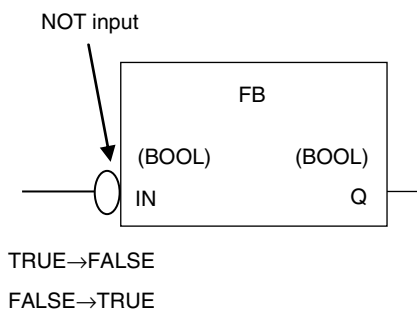 NOT input
FB
(BOOL) (BOOL)
IN Q
TRUE→FALSE
FALSE→TRUE